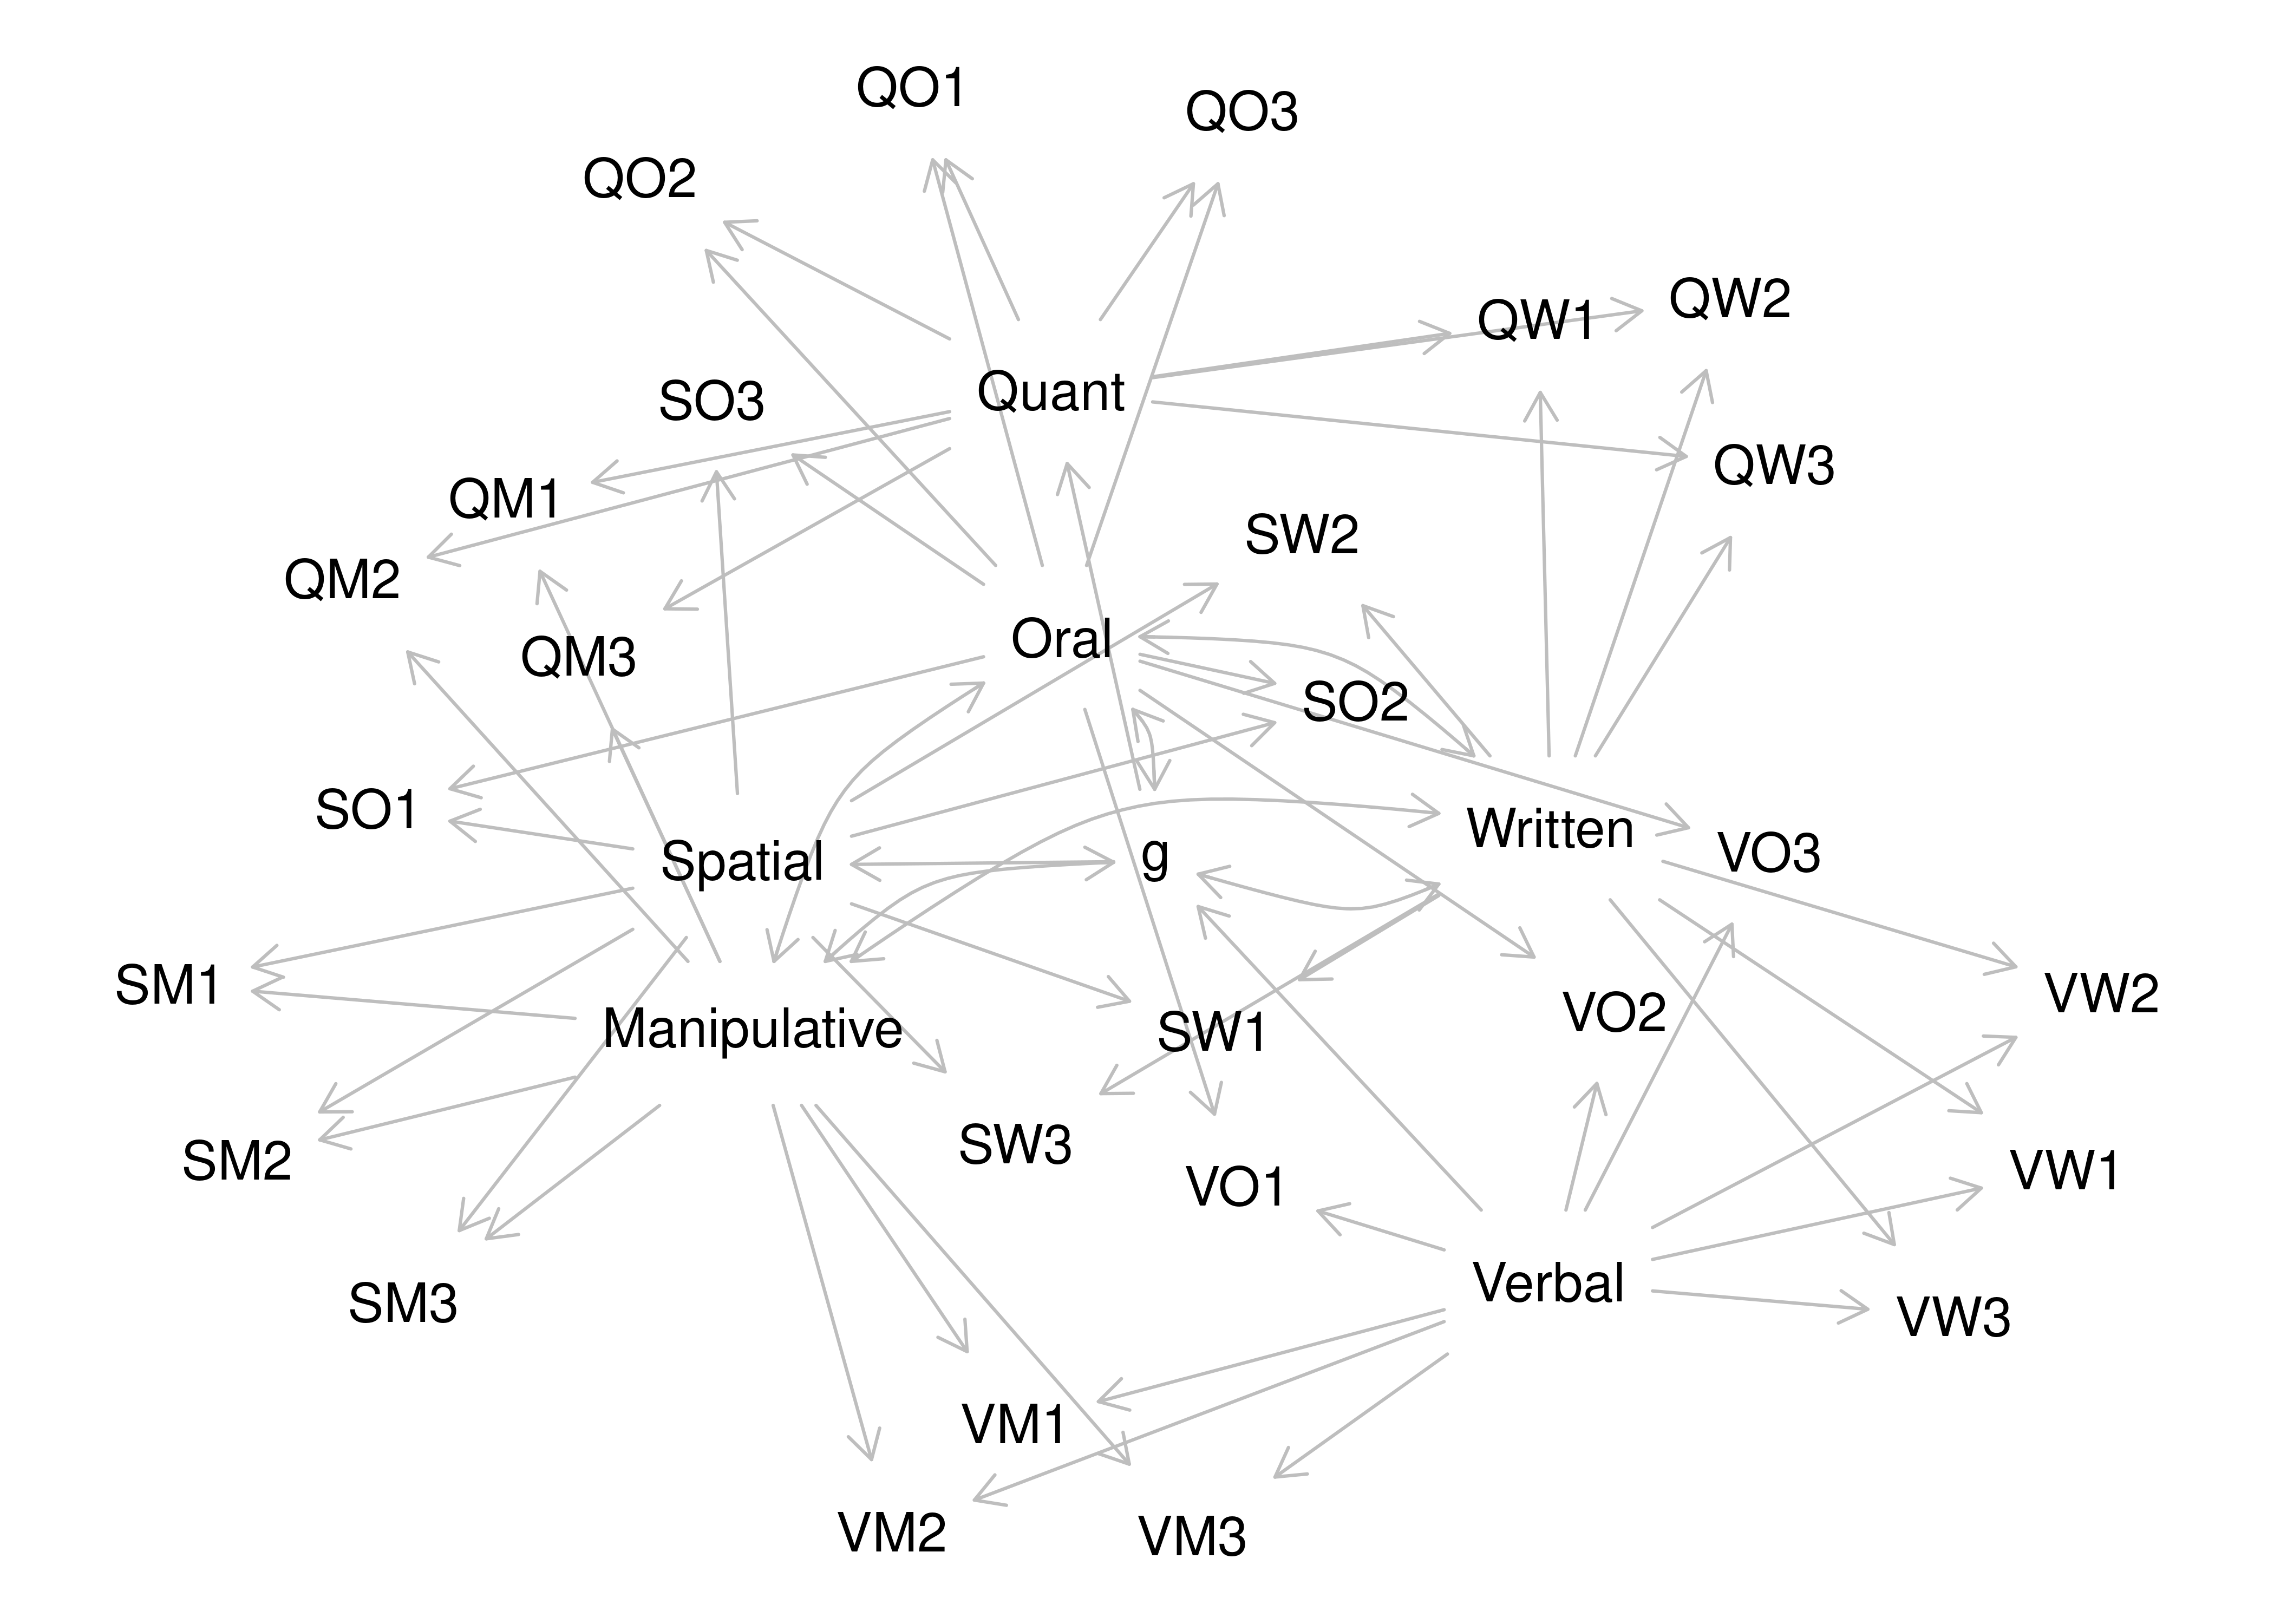 QO1
QO3
QO2
QW2
QW1
Quant
SO3
QW3
QM1
SW2
QM2
Oral
QM3
SO2
SO1
Written
VO3
Spatial
g
SM1
VW2
VO2
Manipulative
SW1
SW3
SM2
VW1
VO1
Verbal
SM3
VW3
VM1
VM2
VM3